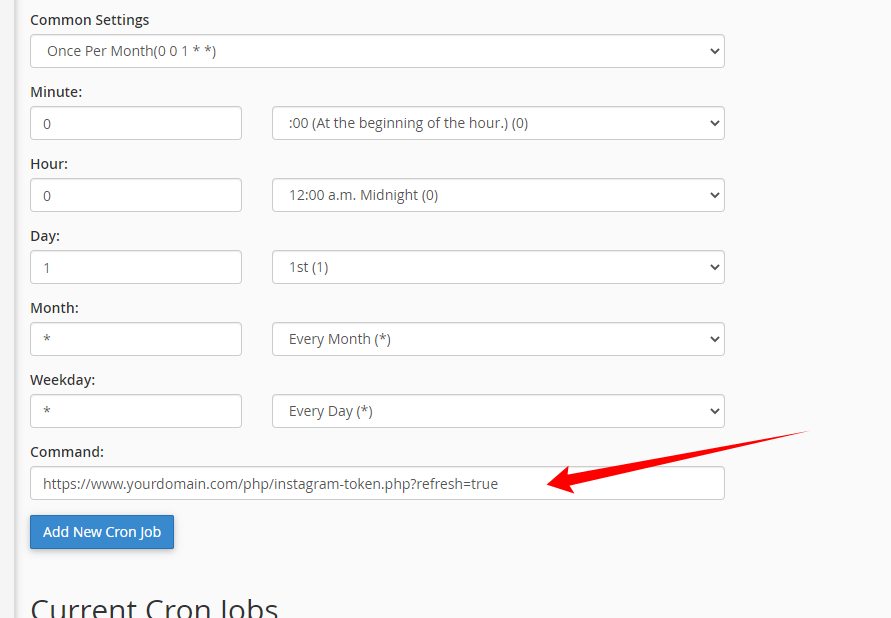 Common Settings
Once Per Month(0 0 1 * *)
Minute:
0 :00 (At the beginning of the hour.) (0)
Hour:
0 12:00 a.m. Midnight (0)
Day:
1 1st (1)
Month:
* Every Month (*)
Weekday:
* Every Day (*)
Command:
https://www.yourdomain.com/php/instagram-token.php?refresh=true
Add New Cron Job
Current Cron Jobs